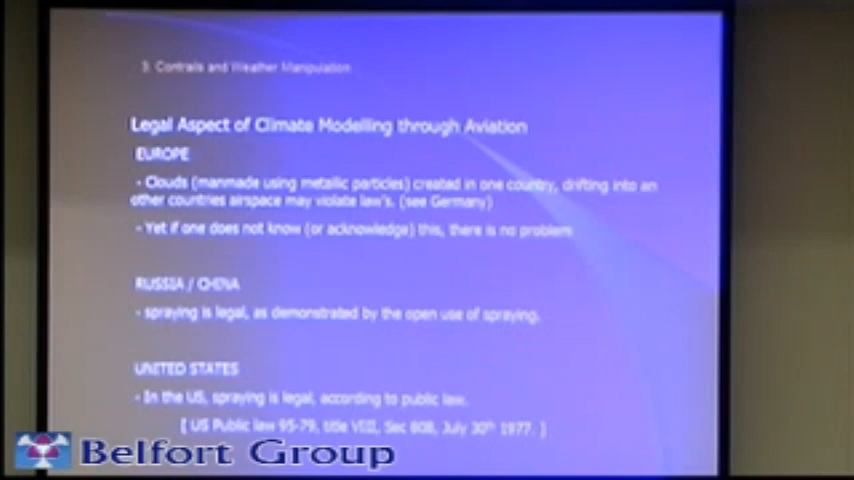 3. Contrails and Weather Manipulation
Legal Aspect of Climate Modelling through Aviation
EUROPE
- Clouds (manmade using metallic particles) created in one country, drifting into an
other countries airspace may violate law's. (see Germany)
- Yet if one does not know (or acknowledge) this, there is no problem
RUSSIA / CHINA
- spraying is legal, as demonstrated by the open use of spraying.
UNITED STATES
- In the US, spraying is legal, according to public law.
[ US Public law 95-79, title VIII, Sec 808, July 30th 1977. ]
Belfort Group